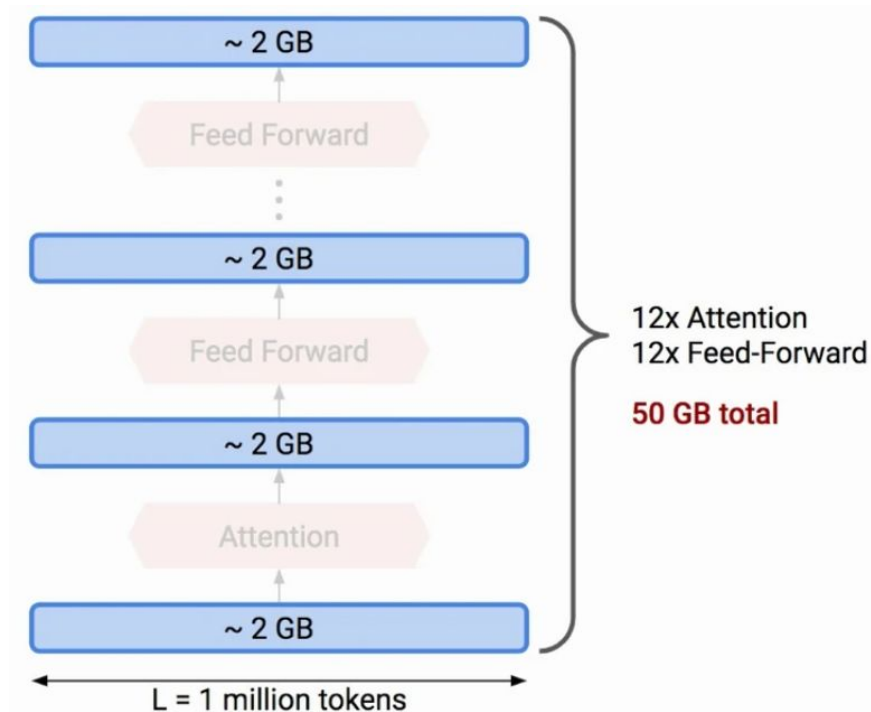 ~ 2 GB
Feed Forward
~ 2 GB
Feed Forward
~ 2 GB
Attention
~ 2 GB
L = 1 million tokens
12x Attention
12x Feed-Forward
50 GB total